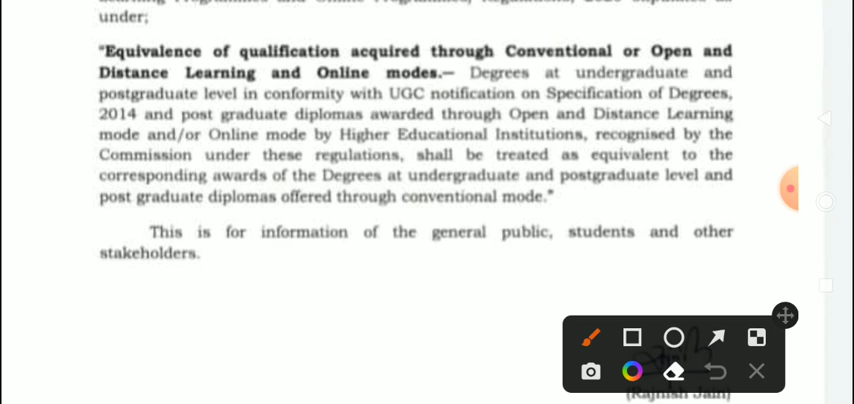 under;
"Equivalence of qualification acquired through Conventional or Open and
Distance Learning and Online modes.— Degrees at undergraduate and
postgraduate level in conformity with UGC notification on Specification of Degrees,
2014 and post graduate diplomas awarded through Open and Distance Learning
mode and/or Online mode by Higher Educational Institutions, recognised by the
Commission under these regulations, shall be treated as equivalent to the
corresponding awards of the Degrees at undergraduate and postgraduate level and
post graduate diplomas offered through conventional mode."
This is for information of the general public, students and other
stakeholders.
(Rajnish Jain)